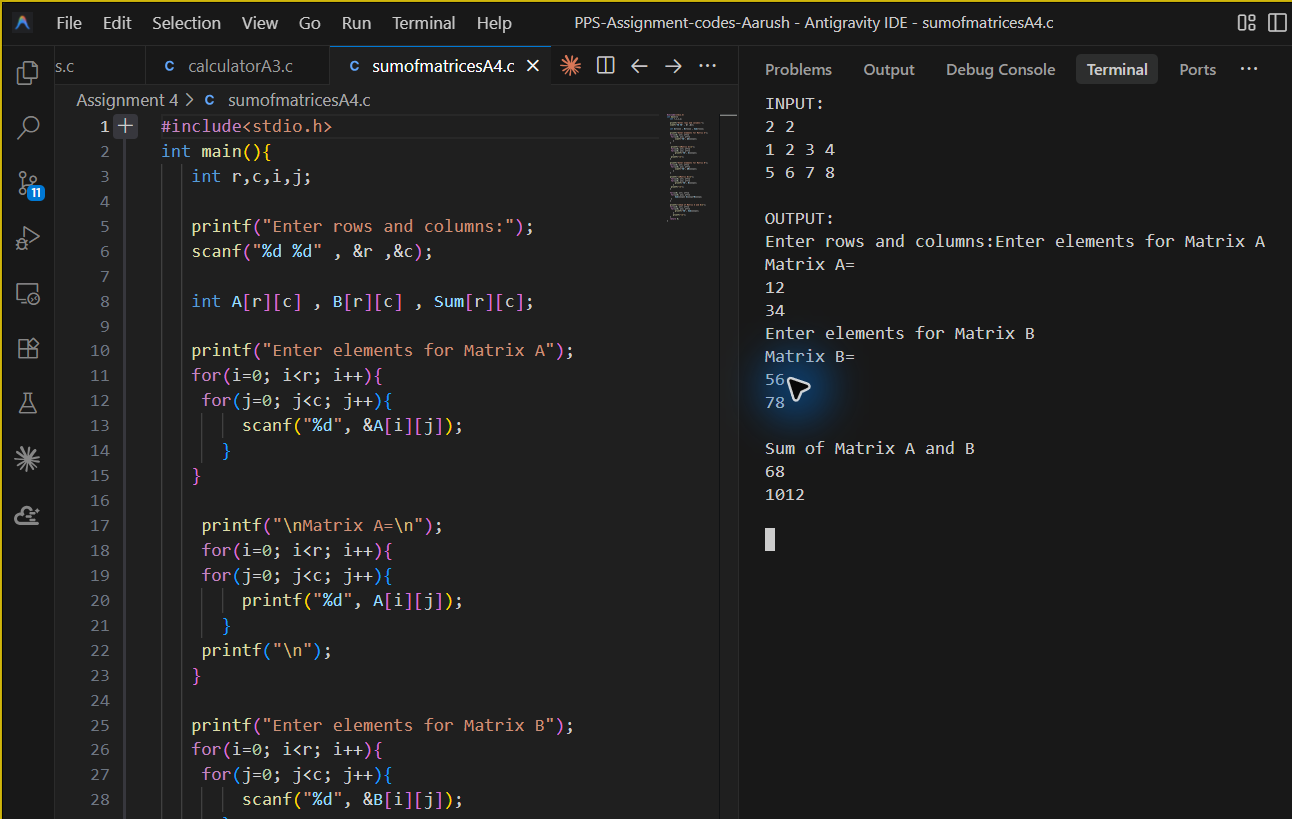 File Edit Selection View Go Run Terminal Help PPS-Assignment-codes-Aarush - Antigravity IDE - sumofmatricesA4.c
s.c C calculatorA3.c C sumofmatricesA4.c
Assignment 4 > C sumofmatricesA4.c
1 #include<stdio.h>
2 int main(){
3 int r,c,i,j;
4
5 printf("Enter rows and columns:");
6 scanf("%d %d" , &r ,&c);
7
8 int A[r][c] , B[r][c] , Sum[r][c];
9
10 printf("Enter elements for Matrix A");
11 for(i=0; i<r; i++){
12 for(j=0; j<c; j++){
13 scanf("%d", &A[i][j]);
14 }
15 }
16
17 printf("\nMatrix A=\n");
18 for(i=0; i<r; i++){
19 for(j=0; j<c; j++){
20 printf("%d", A[i][j]);
21 }
22 printf("\n");
23 }
24
25 printf("Enter elements for Matrix B");
26 for(i=0; i<r; i++){
27 for(j=0; j<c; j++){
28 scanf("%d", &B[i][j]);
11
Problems Output Debug Console Terminal Ports
INPUT:
2 2
1 2 3 4
5 6 7 8
OUTPUT:
Enter rows and columns:Enter elements for Matrix A
Matrix A=
12
34
Enter elements for Matrix B
Matrix B=
56
78
Sum of Matrix A and B
68
1012